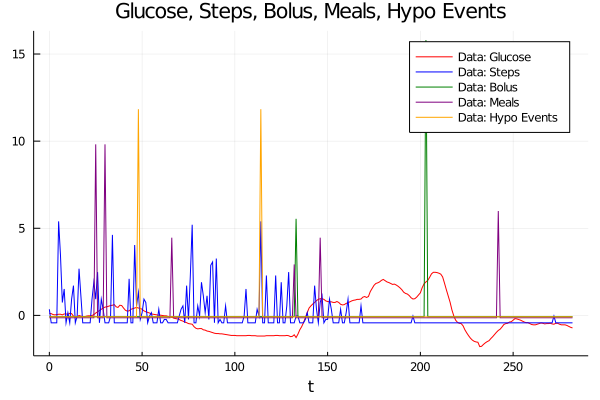 Glucose, Steps, Bolus, Meals, Hypo Events
15
10
5
0
Data: Glucose
Data: Steps
Data: Bolus
Data: Meals
Data: Hypo Events
0 50 100 150 200 250
t